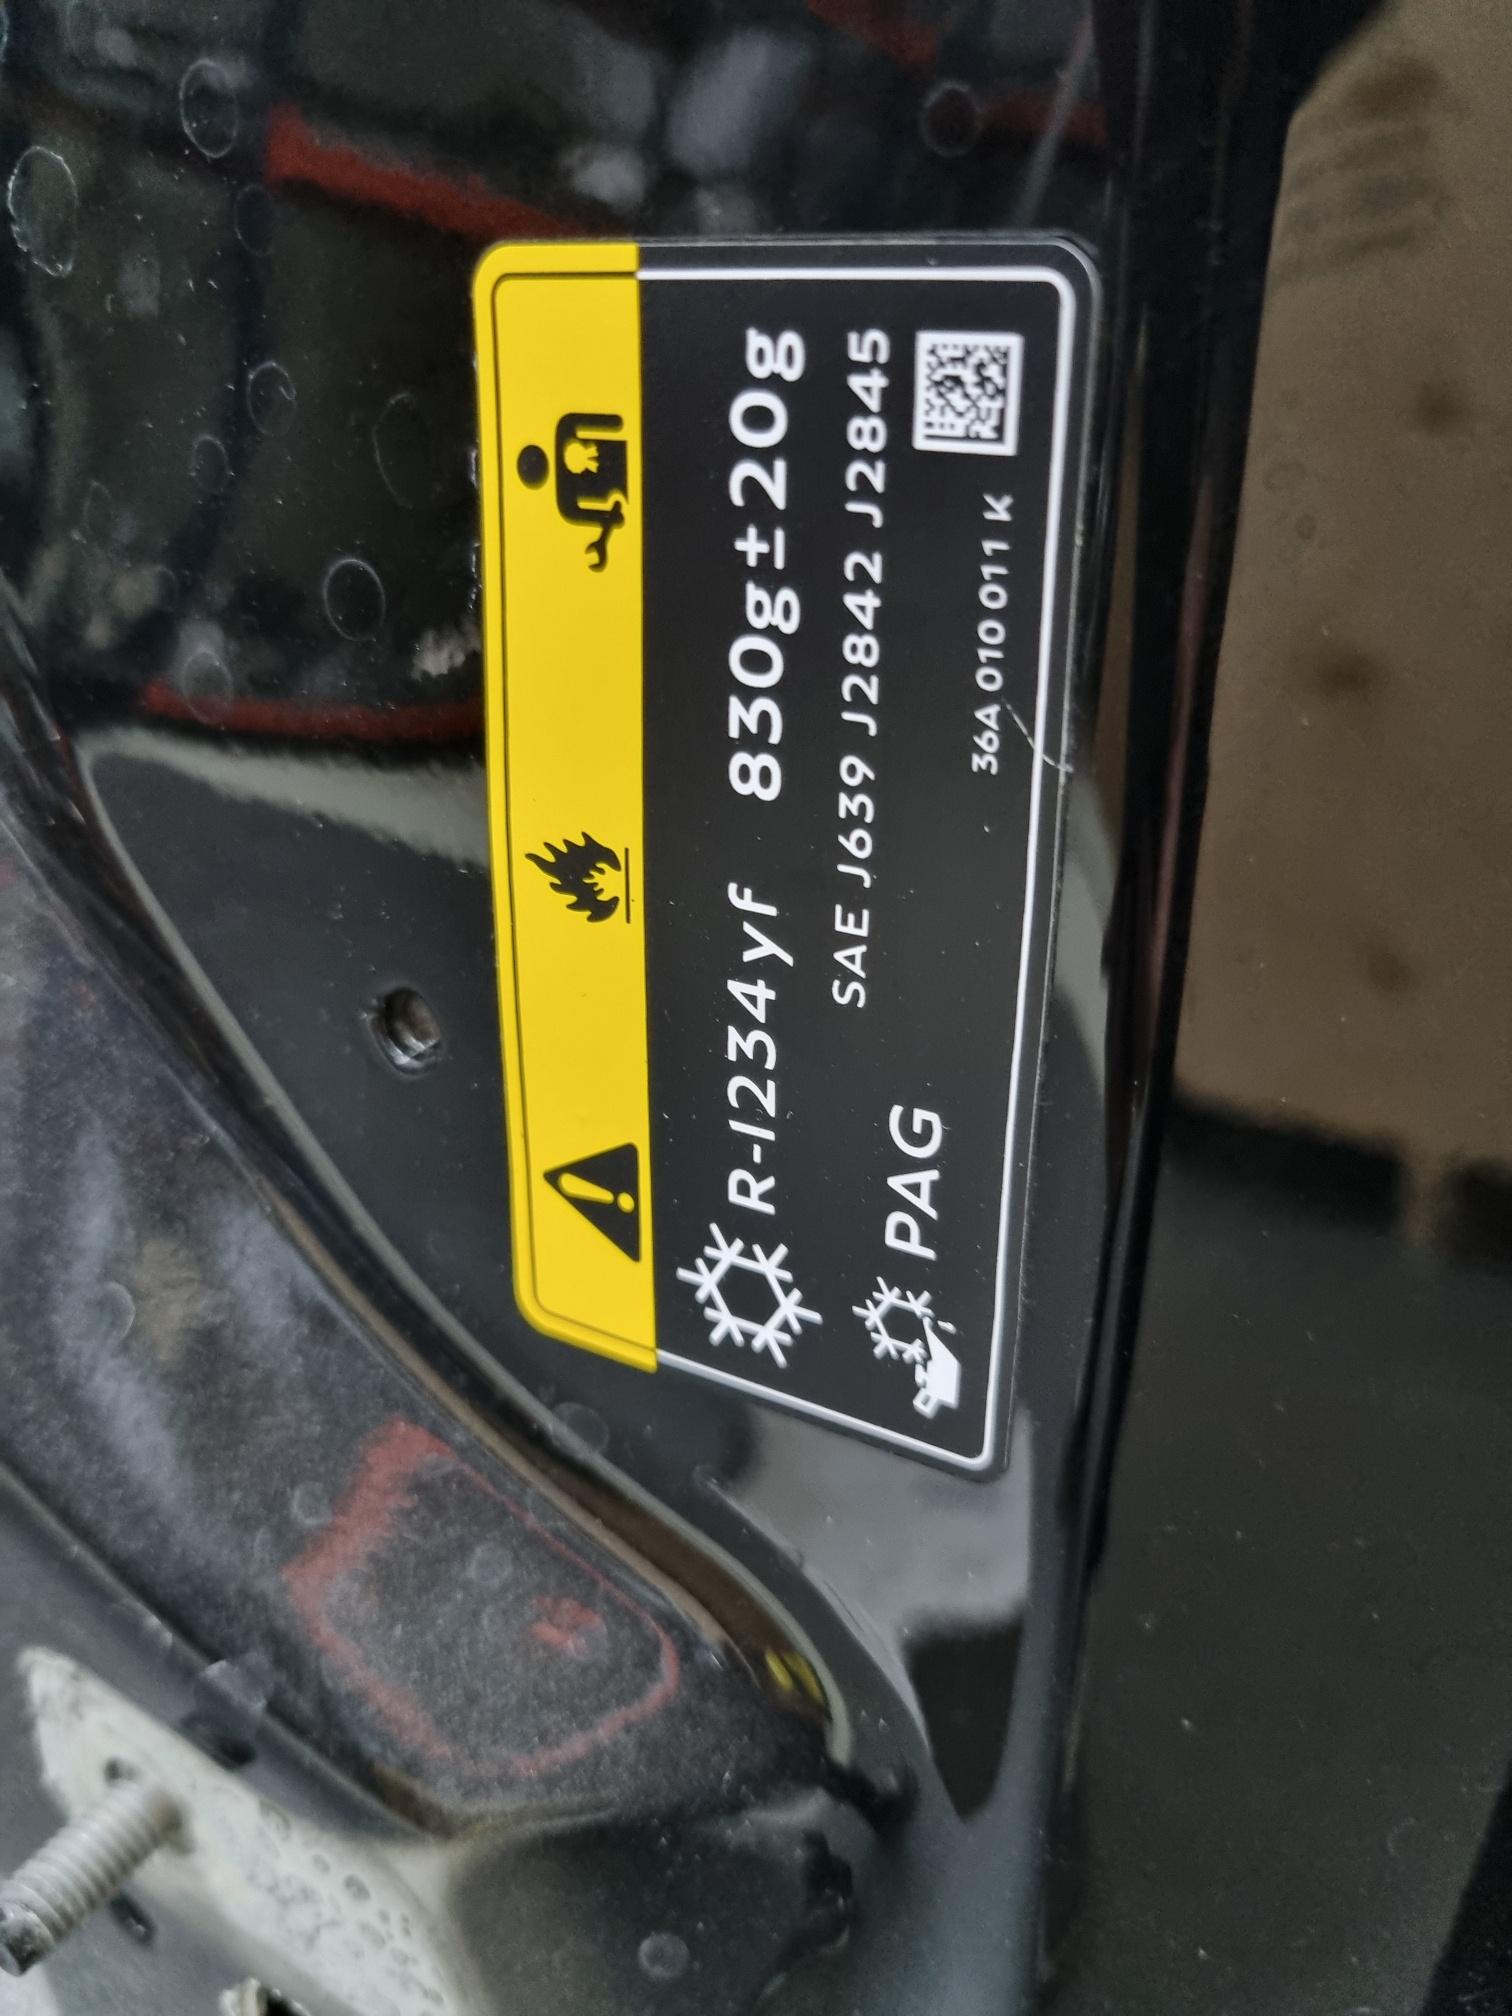 R-1234yf 830g±20g
SAE J639 J2842 J2845
PAG
36A 010 011 K